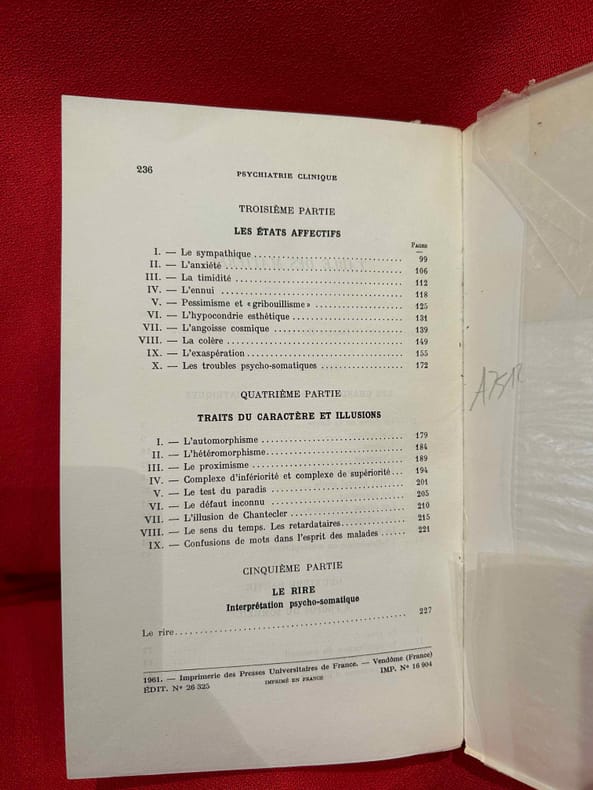 236
PSYCHIATRIE CLINIQUE
TROISIÈME PARTIE
LES ÉTATS AFFECTIFS
PAGES
I. — Le sympathique 99
II. — L'anxiété 106
III. — La timidité 112
IV. — L'ennui 118
V. — Pessimisme et « gribouillisme » 125
VI. — L'hypocondrie esthétique 131
VII. — L'angoisse cosmique 139
VIII. — La colère 149
IX. — L'exaspération 155
X. — Les troubles psycho-somatiques 172
QUATRIÈME PARTIE
TRAITS DU CARACTÈRE ET ILLUSIONS
I. — L'automorphisme 179
II. — L'hétéromorphisme 184
III. — Le proximisme 189
IV. — Complexe d'infériorité et complexe de supériorité 194
V. — Le test du paradis 201
VI. — Le défaut inconnu 205
VII. — L'illusion de Chantecler 210
VIII. — Le sens du temps. Les retardataires 215
IX. — Confusions de mots dans l'esprit des malades 221
CINQUIÈME PARTIE
LE RIRE
Interprétation psycho-somatique
Le rire 227
1961. — Imprimerie des Presses Universitaires de France. — Vendôme (France)
ÉDIT. N° 26 325 IMPRIMÉ EN FRANCE IMP. N° 16 904